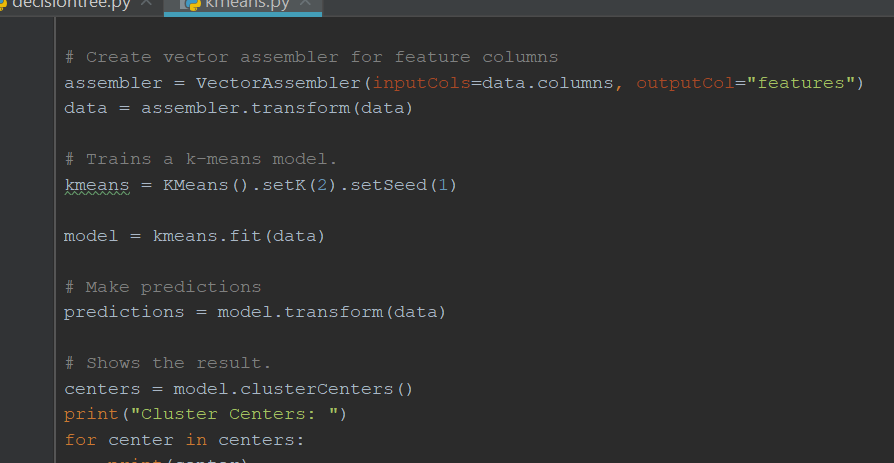 decisiontree.py kmeans.py
# Create vector assembler for feature columns
assembler = VectorAssembler(inputCols=data.columns, outputCol="features")
data = assembler.transform(data)
# Trains a k-means model.
kmeans = KMeans().setK(2).setSeed(1)
model = kmeans.fit(data)
# Make predictions
predictions = model.transform(data)
# Shows the result.
centers = model.clusterCenters()
print("Cluster Centers: ")
for center in centers:
print(center)